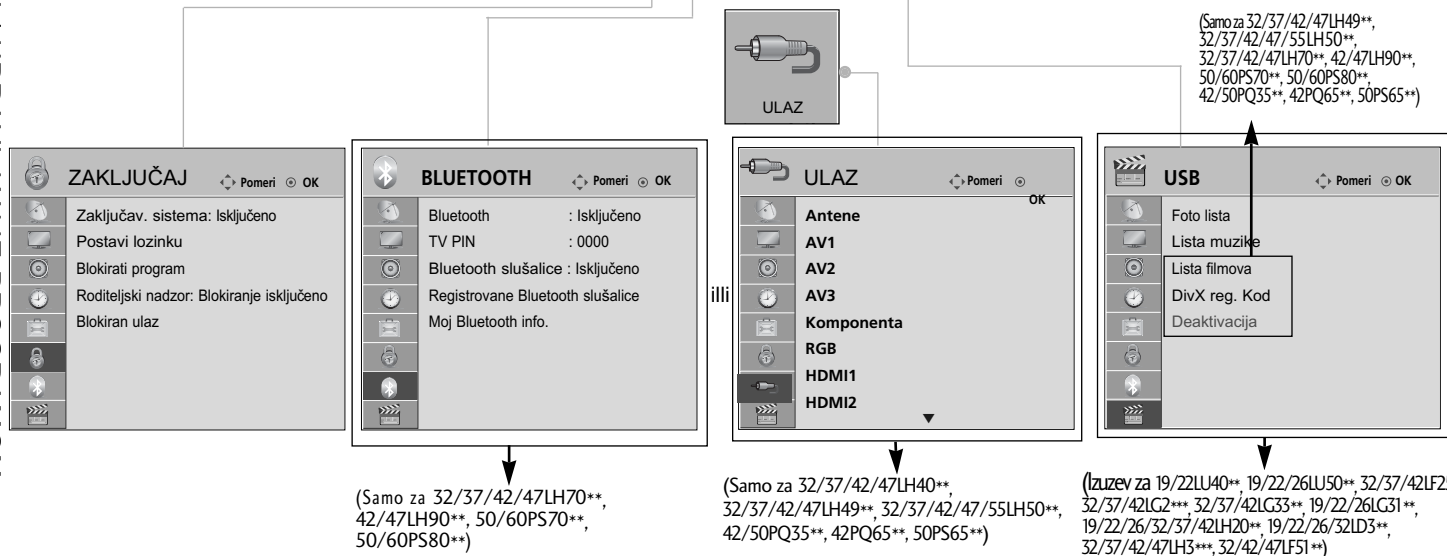 (Samo za 32/37/42/47LH49**,
32/37/42/47/55LH50**,
32/37/42/47LH70**, 42/47LH90**,
50/60PS70**, 50/60PS80**,
42/50PQ35**, 42PQ65**, 50PS65**)
ULAZ
ZAKLJUČAJ Pomeri OK
Zaključav. sistema: Isključeno
Postavi lozinku
Blokirati program
Roditeljski nadzor: Blokiranje isključeno
Blokiran ulaz
BLUETOOTH Pomeri OK
Bluetooth : Isključeno
TV PIN : 0000
Bluetooth slušalice : Isključeno
Registrovane Bluetooth slušalice
Moj Bluetooth info.
illi
ULAZ Pomeri
OK
Antene
AV1
AV2
AV3
Komponenta
RGB
HDMI1
HDMI2
USB Pomeri OK
Foto lista
Lista muzike
Lista filmova
DivX reg. Kod
Deaktivacija
(Samo za 32/37/42/47LH70**,
42/47LH90**, 50/60PS70**,
50/60PS80**)
(Samo za 32/37/42/47LH40**,
32/37/42/47LH49**, 32/37/42/47/55LH50**,
42/50PQ35**, 42PQ65**, 50PS65**)
(Izuzev za 19/22LU40**, 19/22/26LU50**,
32/37/42LG2***, 32/37/42LG33**, 19/22/26LG31**,
19/22/26/32/37/42LH20**, 19/22/26/32LD3**,
32/37/42/47LH3***, 32/42/47LF51**)